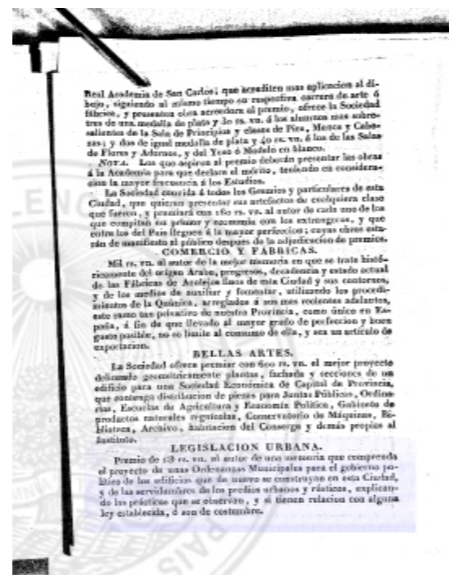 Real Academia de San Carlos; que acrediten mas aplicacion al di-
bujo, siguiendo al mismo tiempo su respectiva carrera de arte ó
fábrica, y presenten obra acreedora al premio, ofrece la Sociedad
tres de una medalla de plata y 40 rs. vn. á los alumnos mas sobre-
salientes de la Sala de Principios y clases de Pies, Manos y Cabe-
zas; y dos de igual medalla de plata y 40 rs. vn. á los de las Salas
de Flores y Adornos, y del Yeso ó Modelo en blanco.
NOTA. Los que aspiren al premio deberán presentar las obras
á la Academia para que declare el mérito, teniendo en considera-
cion la mayor frecuencia á los Estudios.
La Sociedad convida á todos los Gremios y particulares de esta
Ciudad, que quieran presentar sus artefactos de cualquiera clase
que fueren, y premiará con 160 rs. vn. al autor de cada uno de los
que compitan en primor y economía con los extrangeros, y que
entre los del Pais lleguen á la mayor perfeccion; cuyas obras esta-
rán de manifiesto al público despues de la adjudicacion de premios.
COMERCIO Y FÁBRICAS.
Mil rs. vn. al autor de la mejor memoria en que se trate histó-
ricamente del orígen Arabe, progresos, decadencia y estado actual
de las Fábricas de Azulejos finos de esta Ciudad y sus contornos,
y de los medios de auxiliar y fomentar, utilizando los procedi-
mientos de la Química, arreglados á sus mas recientes adelantos,
este ramo tan privativo de nuestra Provincia, como único en Es-
paña, á fin de que llevado al mayor grado de perfeccion y buen
gusto posible, no se limite al consumo de ella, y sea un artículo de
exportacion.
BELLAS ARTES.
La Sociedad ofrece premiar con 600 rs. vn. el mejor proyecto
delineado geométricamente plantas, fachada y secciones de un
edificio para una Sociedad Económica de Capital de Provincia,
que contenga distribucion de piezas para Juntas Públicas, Ordina-
rias, Escuelas de Agricultura y Economía Política, Gabinete de
productos naturales regnícolas, Conservatorio de Máquinas, Bi-
blioteca, Archivo, habitacion del Conserge y demás propias al
Instituto.
LEGISLACION URBANA.
Premio de rs. vn. al autor de una memoria que comprenda
el proyecto de unas Ordenanzas Municipales para el gobierno po-
lítico de los edificios que de nuevo se construyan en esta Ciudad,
y de las servidumbres de los predios urbanos y rústicos, explican-
do las prácticas que se observan, y si tienen relacion con alguna
ley establecida, ó son de costumbre.